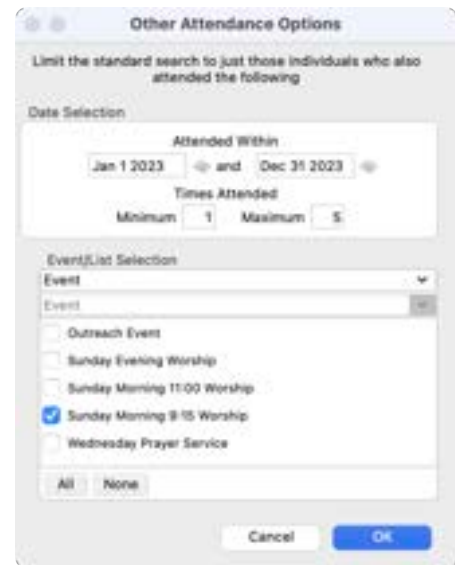 Other Attendance Options
Limit the standard search to just those individuals who also
attended the following
Date Selection
Attended Within
Jan 1 2023 and Dec 31 2023
Times Attended
Minimum 1 Maximum 5
Event/List Selection
Event
Event
Outreach Event
Sunday Evening Worship
Sunday Morning 11:00 Worship
Sunday Morning 9:15 Worship
Wednesday Prayer Service
All None
Cancel OK